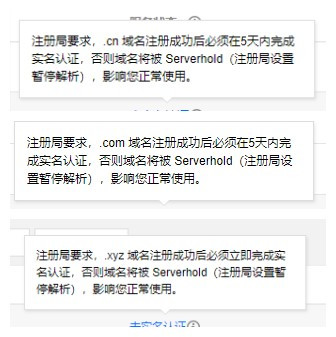 注册局要求，.cn 域名注册成功后必须在5天内完成
实名认证，否则域名将被 Serverhold（注册局设置
暂停解析），影响您正常使用。
注册局要求，.com 域名注册成功后必须在5天内完
成实名认证，否则域名将被 Serverhold（注册局设
置暂停解析），影响您正常使用。
注册局要求，.xyz 域名注册成功后必须立即完成实
名认证，否则域名将被 Serverhold（注册局设置暂
停解析），影响您正常使用。
未实名认证